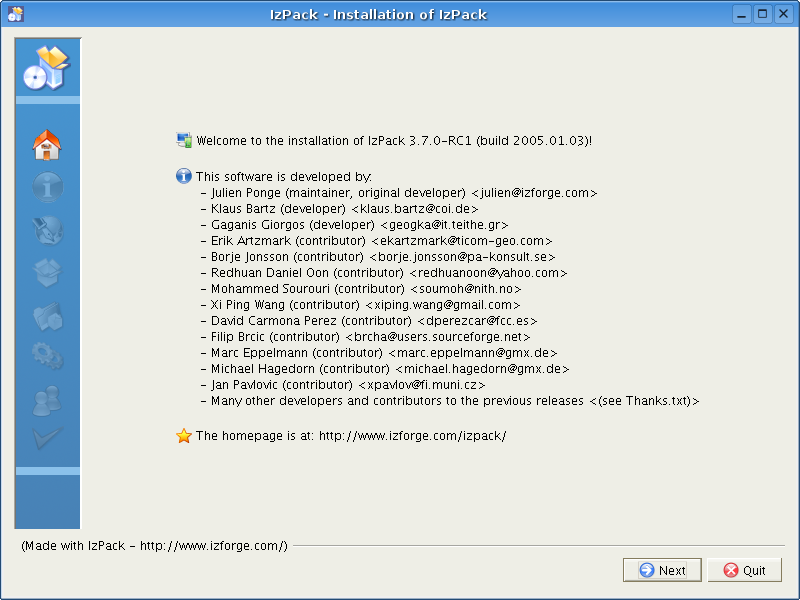 IzPack - Installation of IzPack
Welcome to the installation of IzPack 3.7.0-RC1 (build 2005.01.03)!
This software is developed by:
- Julien Ponge (maintainer, original developer) <julien@izforge.com>
- Klaus Bartz (developer) <klaus.bartz@coi.de>
- Gaganis Giorgos (developer) <geogka@it.teithe.gr>
- Erik Artzmark (contributor) <ekartzmark@ticom-geo.com>
- Borje Jonsson (contributor) <borje.jonsson@pa-konsult.se>
- Redhuan Daniel Oon (contributor) <redhuanoon@yahoo.com>
- Mohammed Sourouri (contributor) <soumoh@nith.no>
- Xi Ping Wang (contributor) <xiping.wang@gmail.com>
- David Carmona Perez (contributor) <dperezcar@fcc.es>
- Filip Brcic (contributor) <brcha@users.sourceforge.net>
- Marc Eppelmann (contributor) <marc.eppelmann@gmx.de>
- Michael Hagedorn (contributor) <michael.hagedorn@gmx.de>
- Jan Pavlovic (contributor) <xpavlov@fi.muni.cz>
- Many other developers and contributors to the previous releases <(see Thanks.txt)>
The homepage is at: http://www.izforge.com/izpack/
(Made with IzPack - http://www.izforge.com/)
Next
Quit